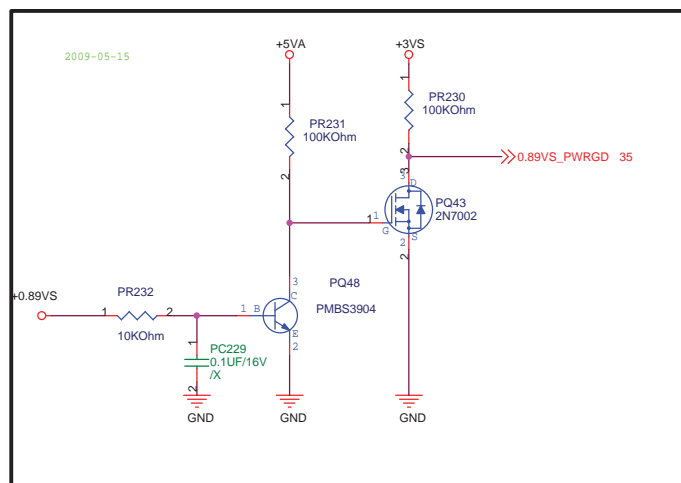 +5VA
+3VS
2009-05-15
1
1
PR230
100KOhm
PR231
100KOhm
2
2
0.89VS_PWRGD 35
3
3
D
PQ43
2N7002
1
1
G
S
2
2
3
C
PQ48
PMBS3904
+0.89VS
PR232
1
2
1
B
10KOhm
E
2
1
PC229
0.1UF/16V
/X
2
GND
GND
GND